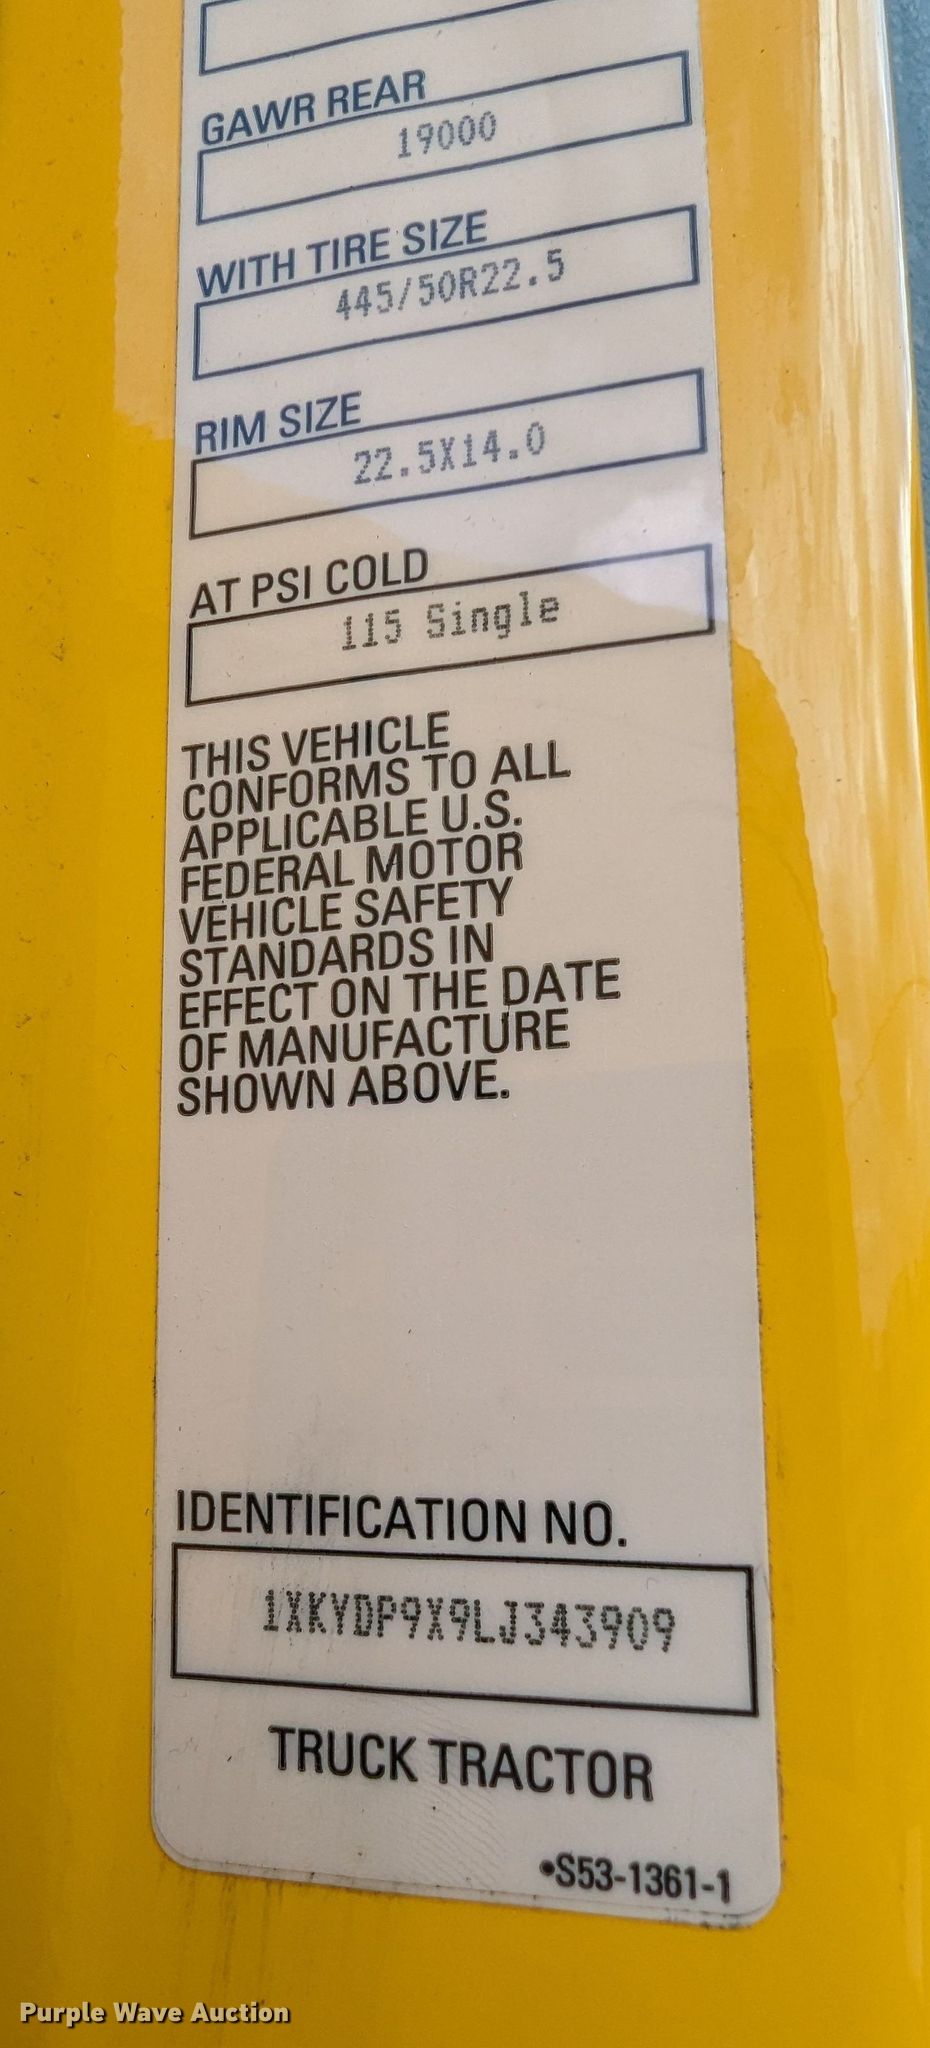 GAWR REAR
19000
WITH TIRE SIZE
445/50R22.5
RIM SIZE
22.5X14.0
AT PSI COLD
115 Single
THIS VEHICLE
CONFORMS TO ALL
APPLICABLE U.S.
FEDERAL MOTOR
VEHICLE SAFETY
STANDARDS IN
EFFECT ON THE DATE
OF MANUFACTURE
SHOWN ABOVE.
IDENTIFICATION NO.
1XKYDP9X9LJ343909
TRUCK TRACTOR
•S53-1361-1
Purple Wave Auction